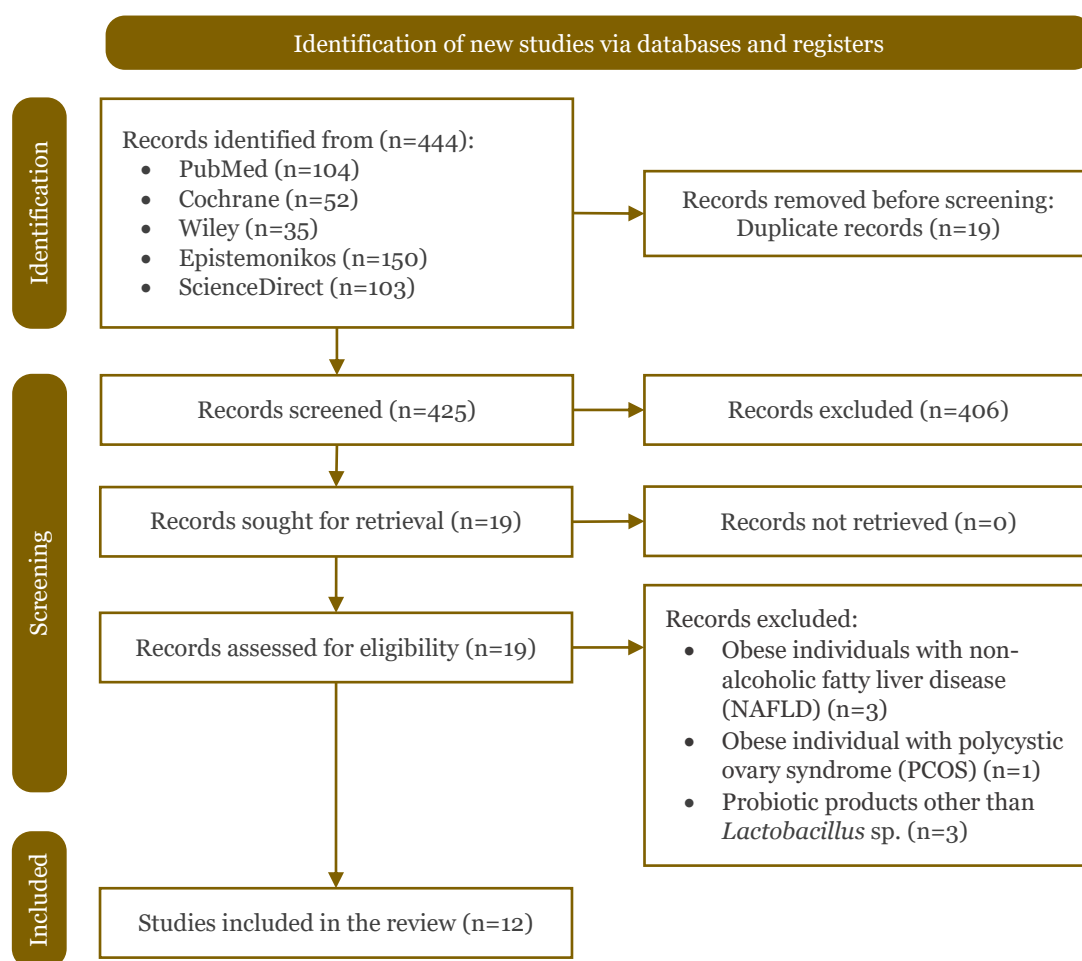 Identification of new studies via databases and registers
Identification
Records identified from (n=444):
• PubMed (n=104)
• Cochrane (n=52)
• Wiley (n=35)
• Epistemonikos (n=150)
• ScienceDirect (n=103)
Records removed before screening:
Duplicate records (n=19)
Screening
Records screened (n=425)
Records excluded (n=406)
Records sought for retrieval (n=19)
Records not retrieved (n=0)
Records assessed for eligibility (n=19)
Records excluded:
• Obese individuals with non-
alcoholic fatty liver disease
(NAFLD) (n=3)
• Obese individual with polycystic
ovary syndrome (PCOS) (n=1)
• Probiotic products other than
Lactobacillus sp. (n=3)
Included
Studies included in the review (n=12)